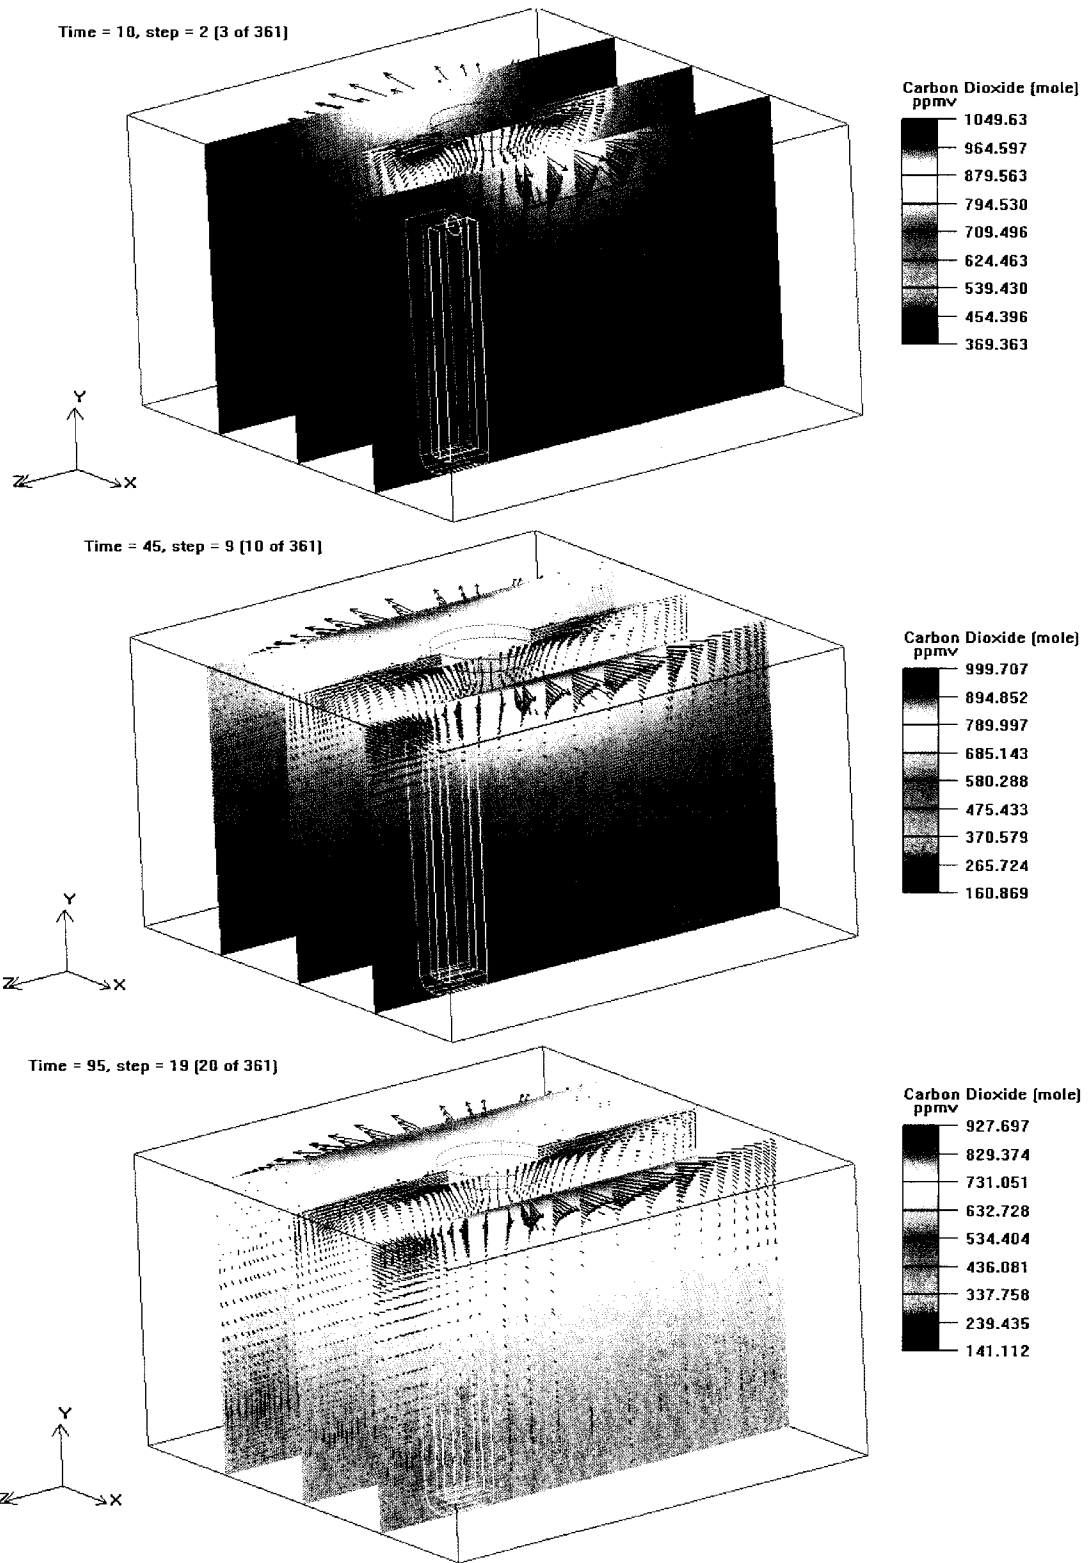 Time = 10, step = 2 (3 of 361)
Carbon Dioxide (mole)
ppmv
1049.63
964.597
879.563
794.530
709.496
624.463
539.430
454.396
369.363
Y
Z
X
Time = 45, step = 9 (10 of 361)
Carbon Dioxide (mole)
ppmv
999.707
894.852
789.997
685.143
580.288
475.433
370.579
265.724
160.869
Y
Z
X
Time = 95, step = 19 (20 of 361)
Carbon Dioxide (mole)
ppmv
927.697
829.374
731.051
632.728
534.404
436.081
337.758
239.435
141.112
Y
Z
X